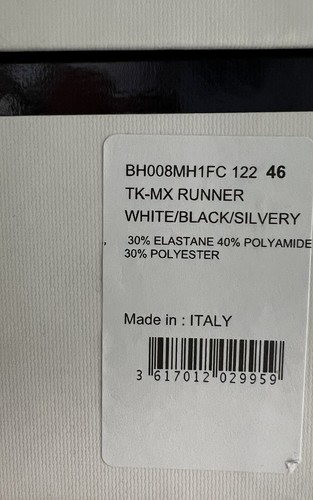 BH008MH1FC 122 46
TK-MX RUNNER
WHITE/BLACK/SILVERY
30% ELASTANE 40% POLYAMIDE
30% POLYESTER
Made in : ITALY
3 617012 029959